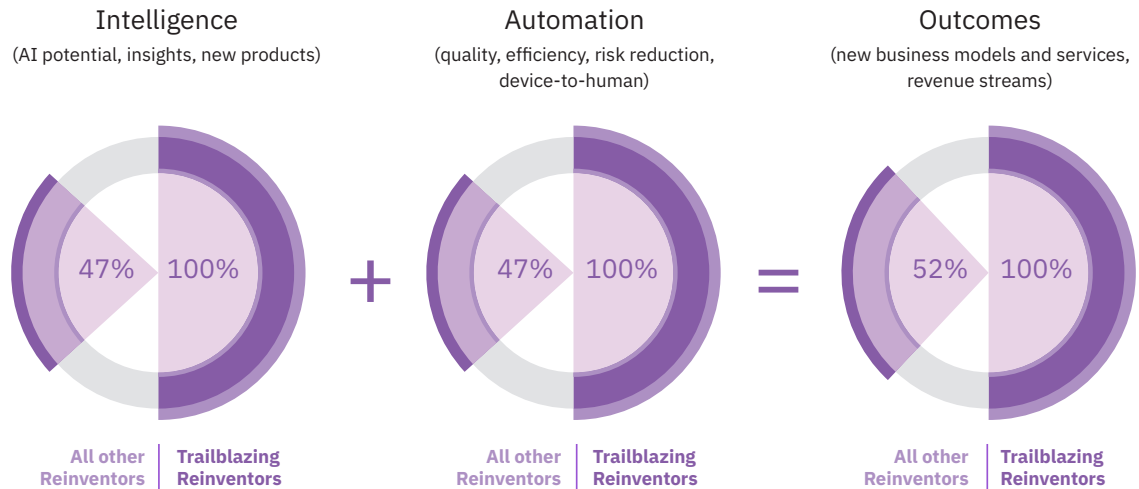 Intelligence
(AI potential, insights, new products)
47%
100%
All other
Reinventors
Trailblazing
Reinventors
+
Automation
(quality, efficiency, risk reduction,
device-to-human)
47%
100%
All other
Reinventors
Trailblazing
Reinventors
=
Outcomes
(new business models and services,
revenue streams)
52%
100%
All other
Reinventors
Trailblazing
Reinventors